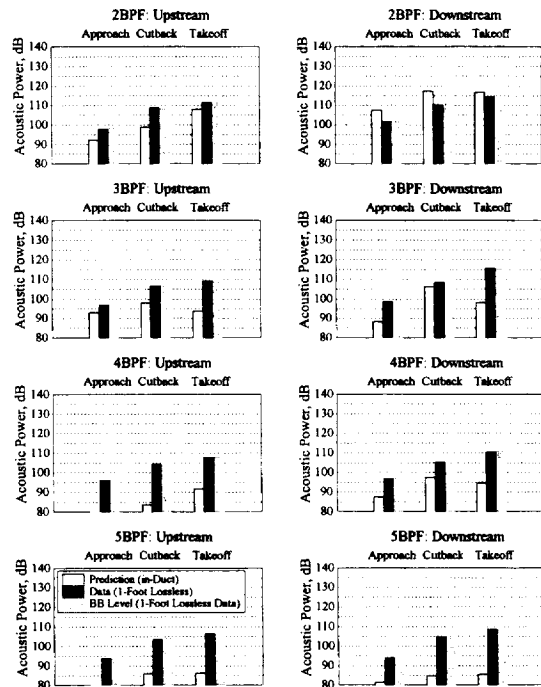 2BPF: Upstream
Approach Cutback Takeoff
Acoustic Power, dB
140
130
120
110
100
90
80
2BPF: Downstream
Approach Cutback Takeoff
Acoustic Power, dB
140
130
120
110
100
90
80
3BPF: Upstream
Approach Cutback Takeoff
Acoustic Power, dB
140
130
120
110
100
90
80
3BPF: Downstream
Approach Cutback Takeoff
Acoustic Power, dB
140
130
120
110
100
90
80
4BPF: Upstream
Approach Cutback Takeoff
Acoustic Power, dB
140
130
120
110
100
90
80
4BPF: Downstream
Approach Cutback Takeoff
Acoustic Power, dB
140
130
120
110
100
90
80
5BPF: Upstream
Approach Cutback Takeoff
Acoustic Power, dB
140
130
120
110
100
90
80
Prediction (in-Duct)
Data (1-Foot Lossless)
BB Level (1-Foot Lossless Data)
5BPF: Downstream
Approach Cutback Takeoff
Acoustic Power, dB
140
130
120
110
100
90
80